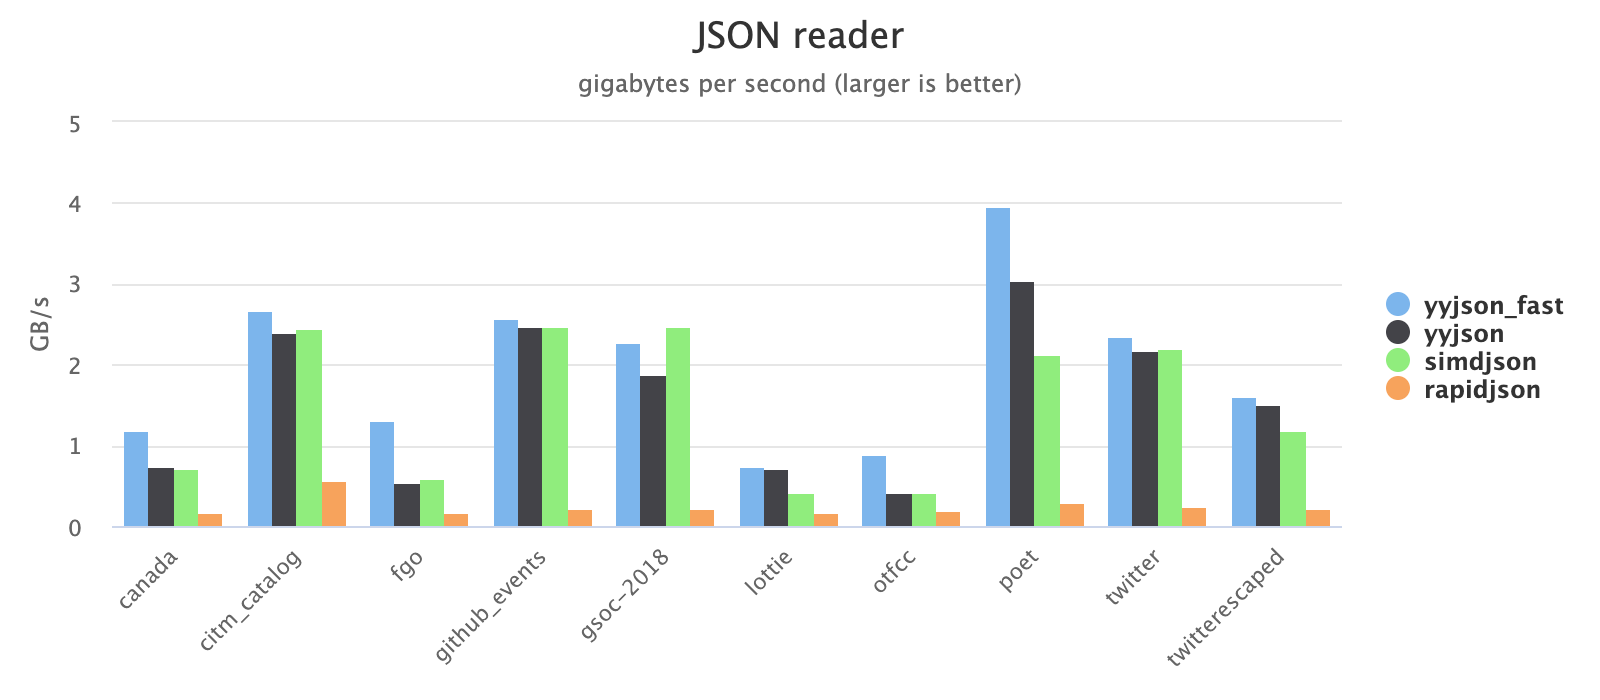 JSON reader
gigabytes per second (larger is better)
5
4
3
2
1
0
GB/s
canada
citm_catalog
fgo
github_events
gsoc-2018
lottie
otfcc
poet
twitter
twitterescaped
yyjson_fast
yyjson
simdjson
rapidjson